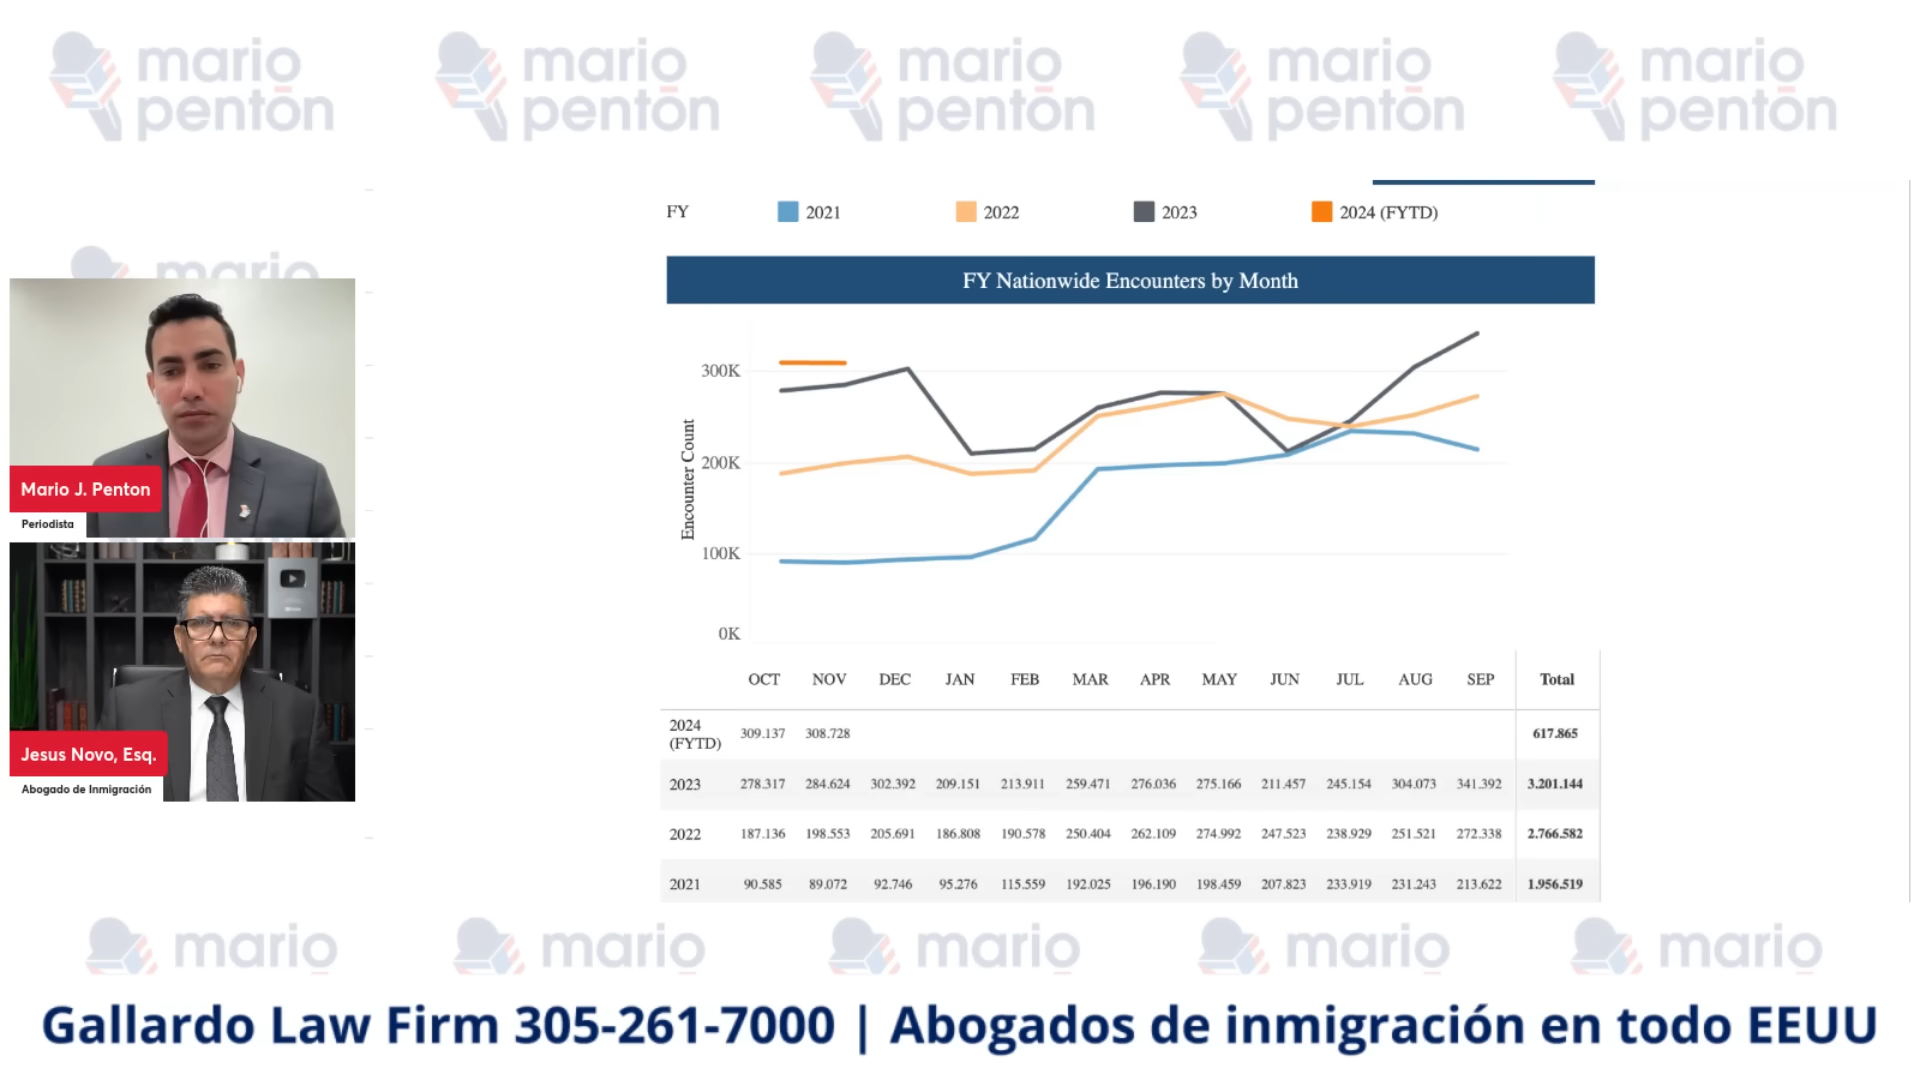 mario mario mario mario mario
pentón pentón pentón pentón pentón
FY 2021 2022 2023 2024 (FYTD)
FY Nationwide Encounters by Month
mario
Mario J. Penton
Periodista
Jesus Novo, Esq.
Abogado de Inmigración
Encounter Count
300K
200K
100K
0K
OCT NOV DEC JAN FEB MAR APR MAY JUN JUL AUG SEP Total
2024
(FYTD) 309.137 308.728 617.865
2023 278.317 284.624 302.392 209.151 213.911 259.471 276.036 275.166 211.457 245.154 304.073 341.392 3.201.144
2022 187.136 198.553 205.691 186.808 190.578 250.404 262.109 274.992 247.523 238.929 251.521 272.338 2.766.582
2021 90.585 89.072 92.746 95.276 115.559 192.025 196.190 198.459 207.823 233.919 231.243 213.622 1.956.519
mario mario mario mario mario
Gallardo Law Firm 305-261-7000 | Abogados de inmigración en todo EEUU